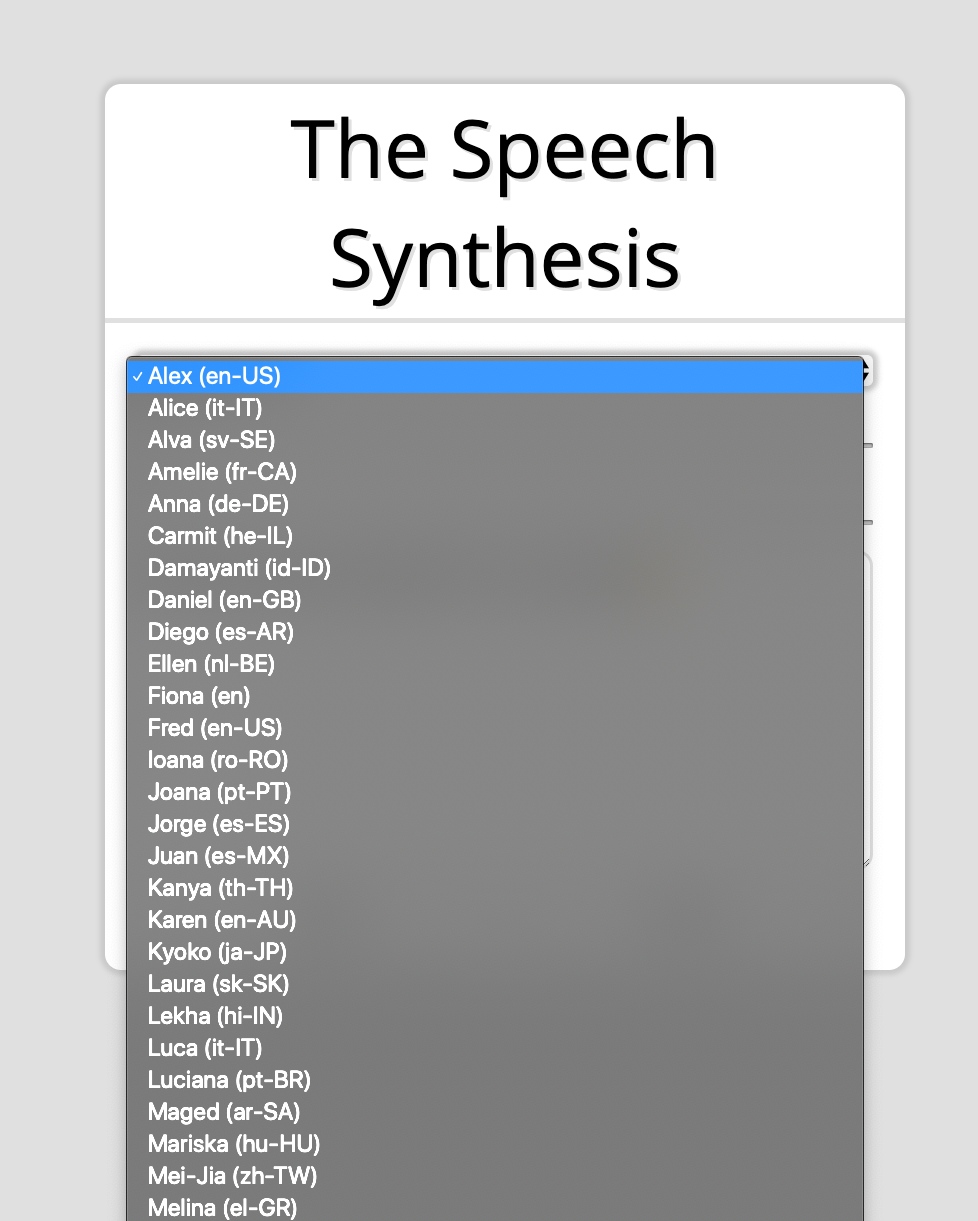 The Speech
Synthesis
✓ Alex (en-US)
Alice (it-IT)
Alva (sv-SE)
Amelie (fr-CA)
Anna (de-DE)
Carmit (he-IL)
Damayanti (id-ID)
Daniel (en-GB)
Diego (es-AR)
Ellen (nl-BE)
Fiona (en)
Fred (en-US)
Ioana (ro-RO)
Joana (pt-PT)
Jorge (es-ES)
Juan (es-MX)
Kanya (th-TH)
Karen (en-AU)
Kyoko (ja-JP)
Laura (sk-SK)
Lekha (hi-IN)
Luca (it-IT)
Luciana (pt-BR)
Maged (ar-SA)
Mariska (hu-HU)
Mei-Jia (zh-TW)
Melina (el-GR)